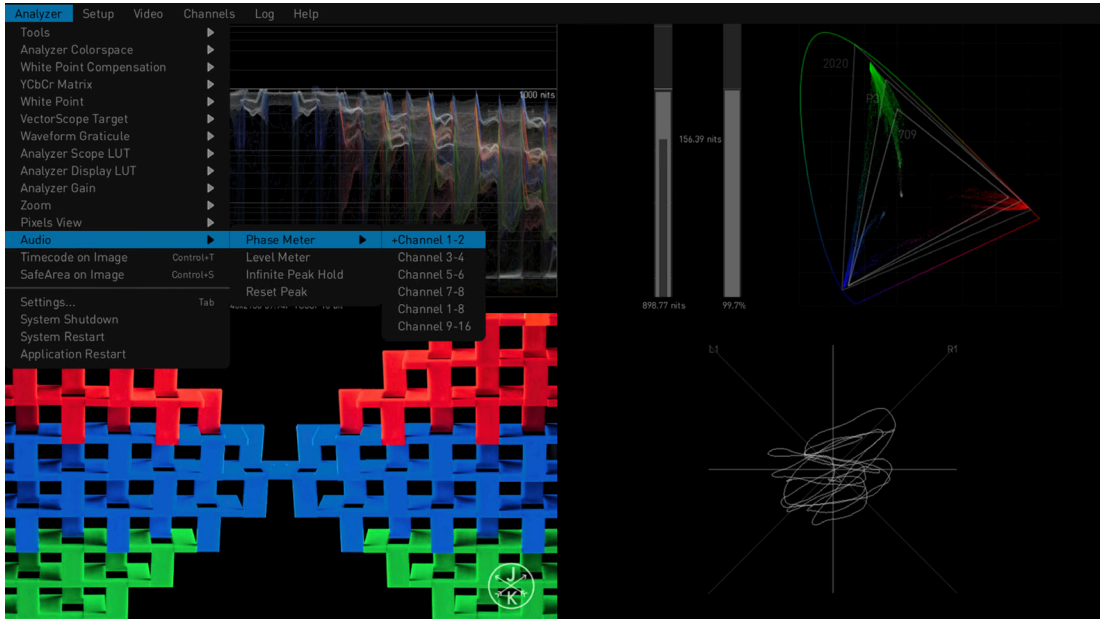 Analyzer Setup Video Channels Log Help
Tools
Analyzer Colorspace
White Point Compensation
YCbCr Matrix
White Point
VectorScope Target
Waveform Graticule
Analyzer Scope LUT
Analyzer Display LUT
Analyzer Gain
Zoom
Pixels View
Audio
Timecode on Image Control+T
SafeArea on Image Control+S
Settings... Tab
System Shutdown
System Restart
Application Restart
Phase Meter
Level Meter
Infinite Peak Hold
Reset Peak
+Channel 1-2
Channel 3-4
Channel 5-6
Channel 7-8
Channel 1-8
Channel 9-16
1000 nits
156.39 nits
898.77 nits
99.7%
2020
P3
709
R1
J
K